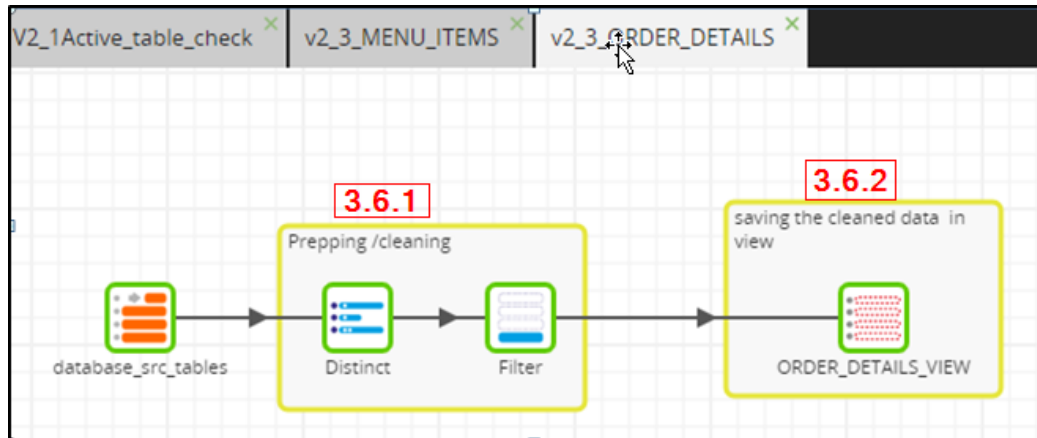 V2_1Active_table_check
v2_3_MENU_ITEMS
v2_3_ORDER_DETAILS
3.6.1
3.6.2
Prepping /cleaning
saving the cleaned data in
view
database_src_tables
Distinct
Filter
ORDER_DETAILS_VIEW